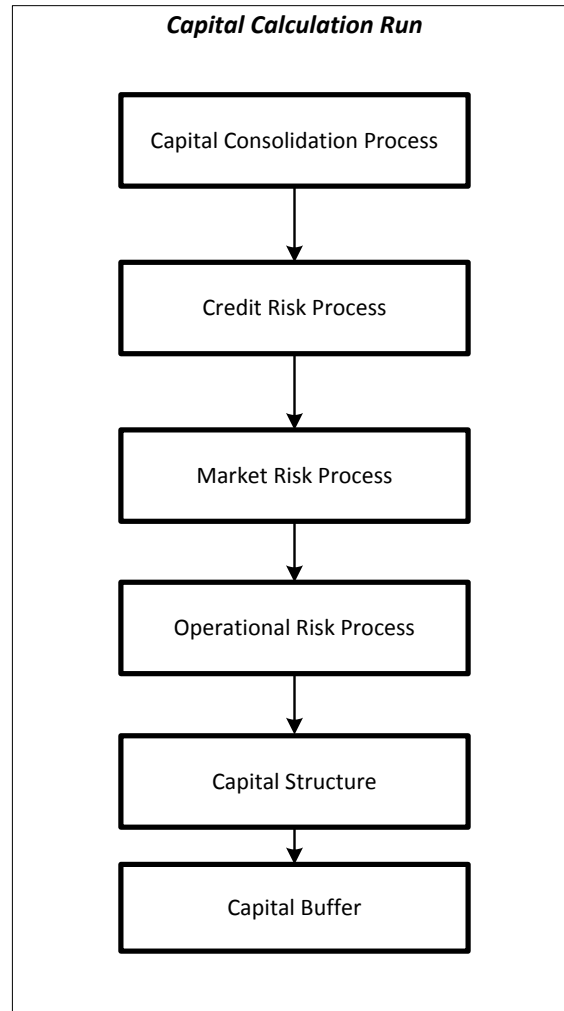 Capital Calculation Run
Capital Consolidation Process
Credit Risk Process
Market Risk Process
Operational Risk Process
Capital Structure
Capital Buffer